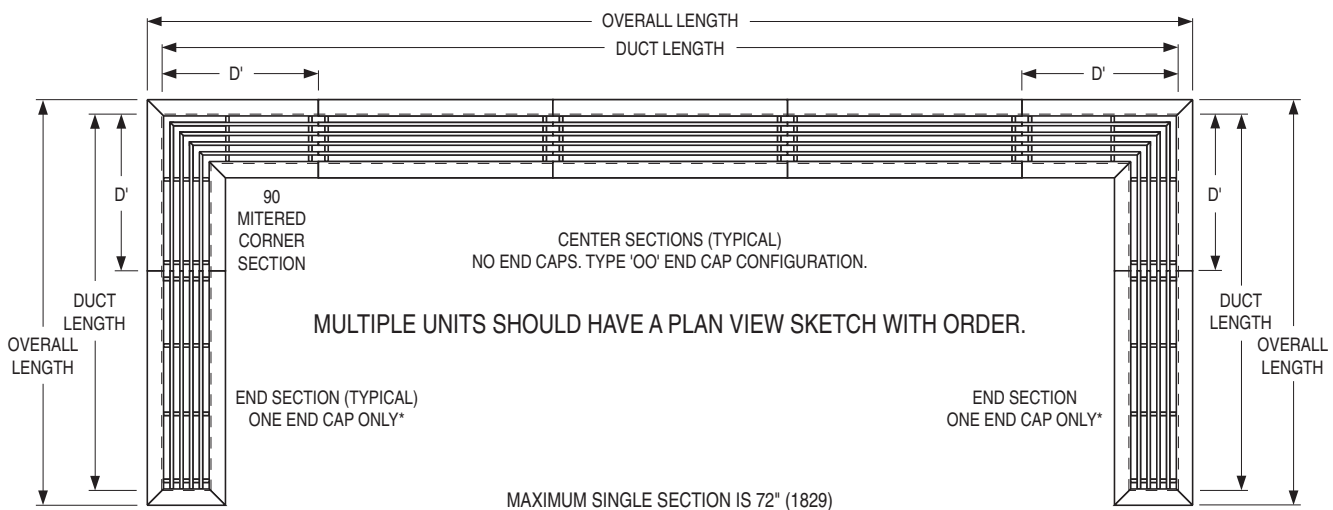 OVERALL LENGTH
DUCT LENGTH
D'
D'
D'
90
MITERED
CORNER
SECTION
CENTER SECTIONS (TYPICAL)
NO END CAPS. TYPE 'OO' END CAP CONFIGURATION.
D'
DUCT
LENGTH
OVERALL
LENGTH
MULTIPLE UNITS SHOULD HAVE A PLAN VIEW SKETCH WITH ORDER.
DUCT
LENGTH
OVERALL
LENGTH
END SECTION (TYPICAL)
ONE END CAP ONLY*
END SECTION
ONE END CAP ONLY*
MAXIMUM SINGLE SECTION IS 72" (1829)